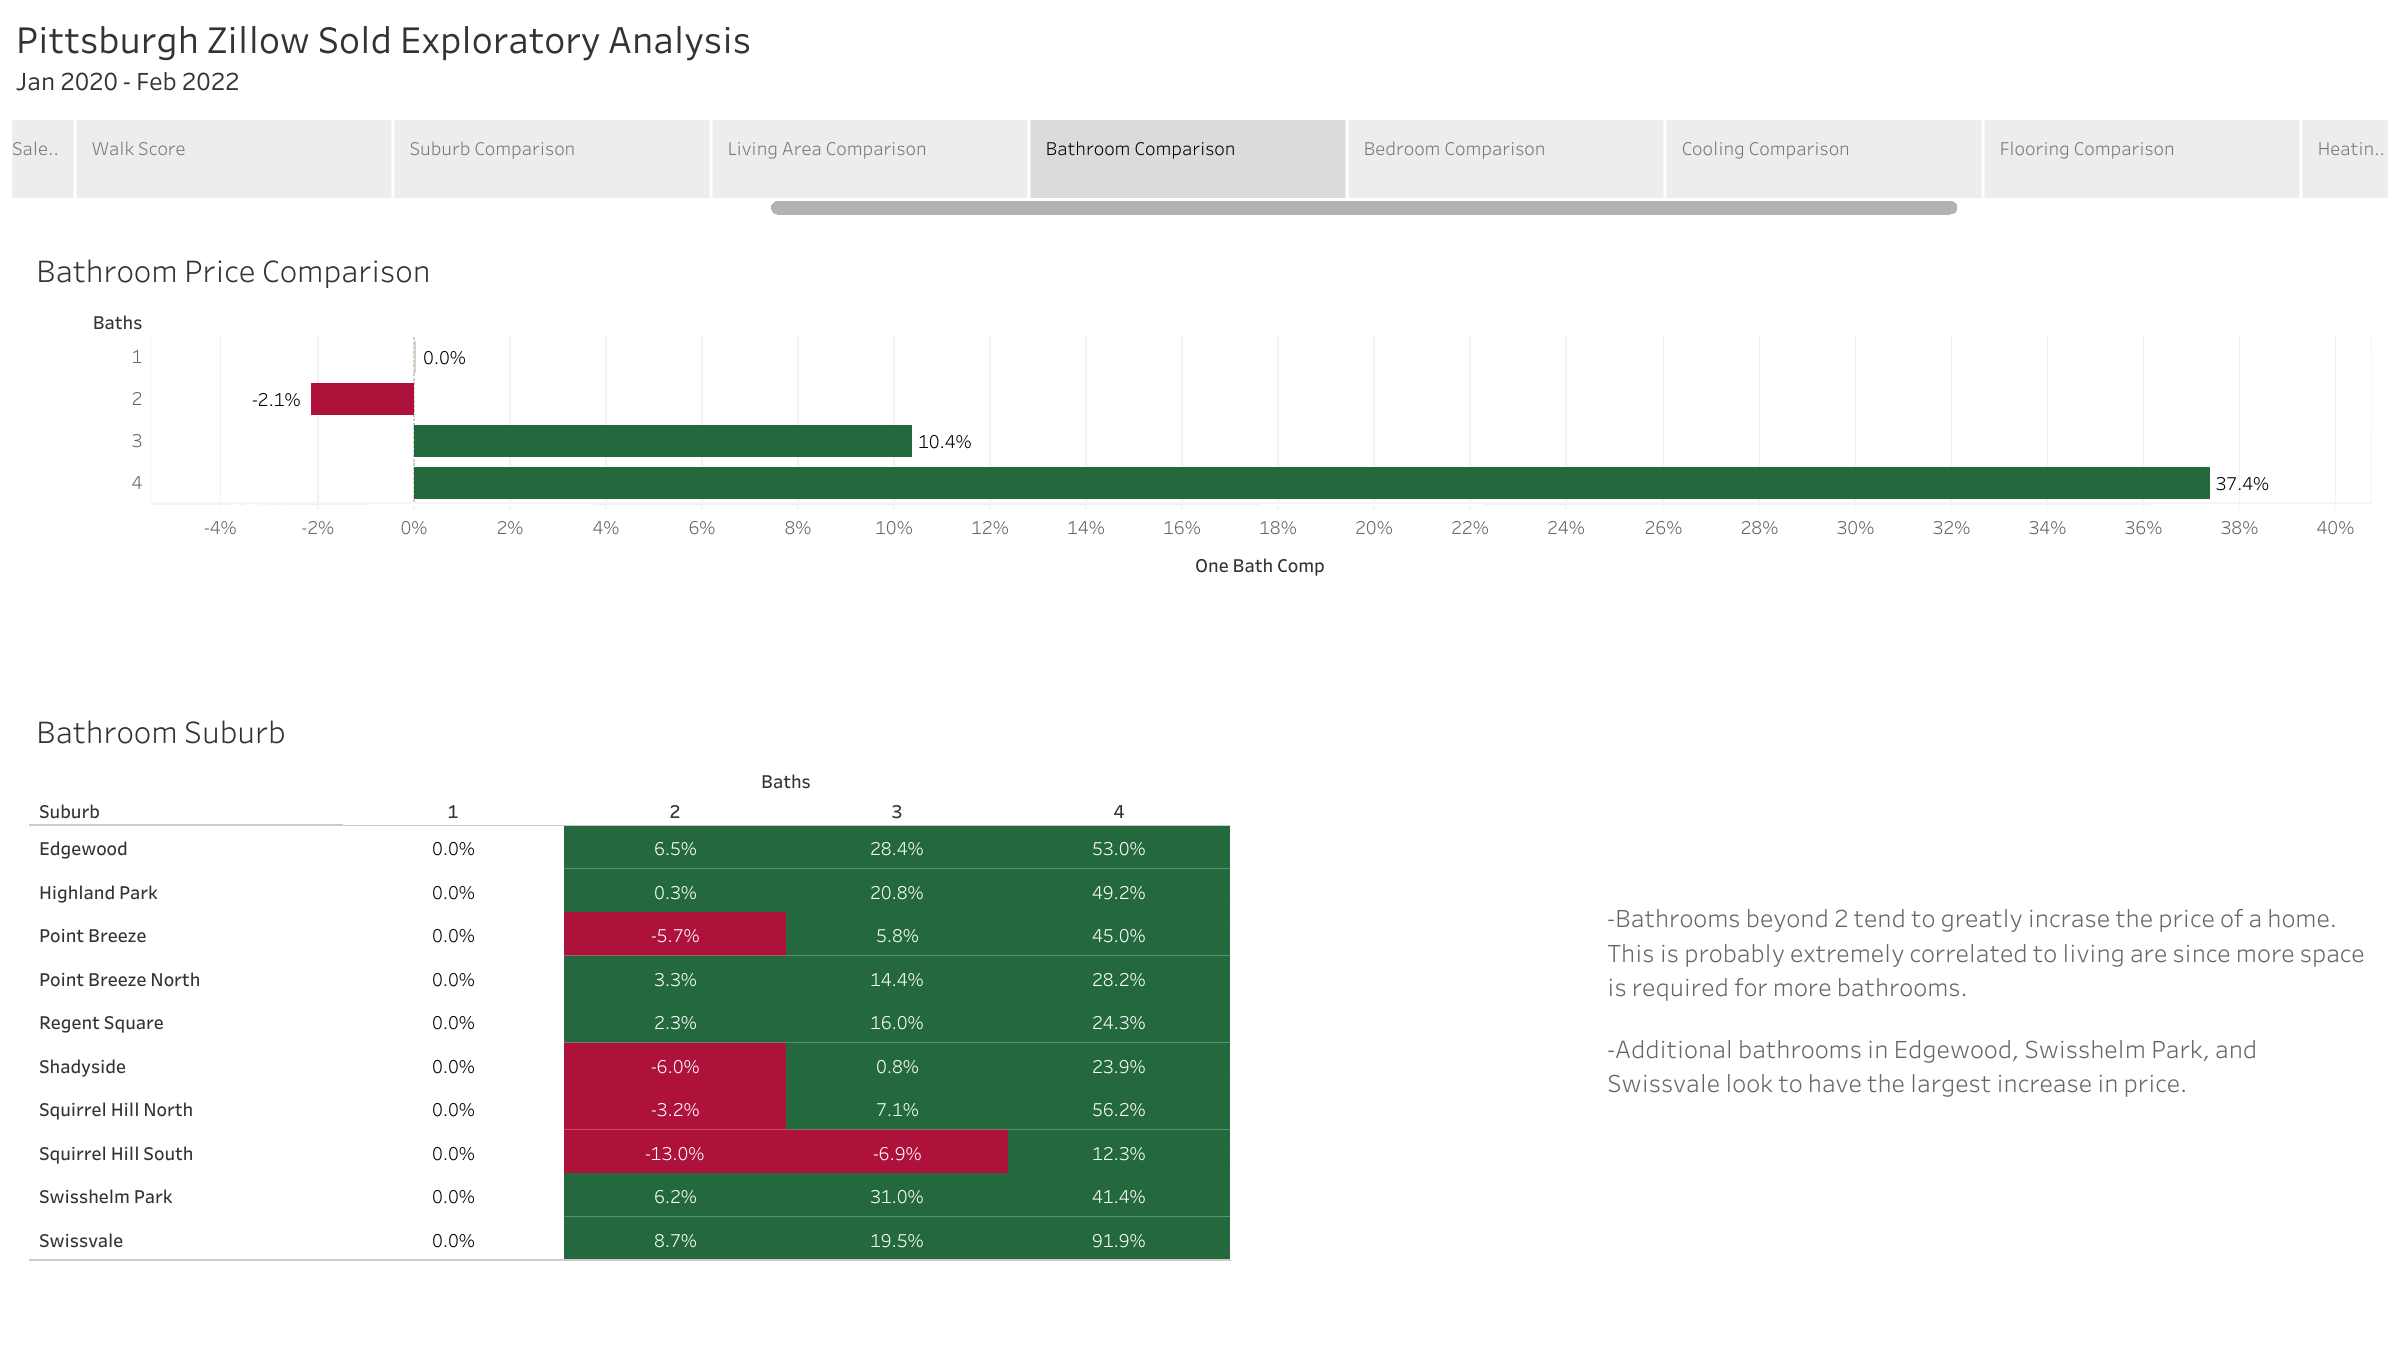 Pittsburgh Zillow Sold Exploratory Analysis
Jan 2020 - Feb 2022
Sale.. Walk Score Suburb Comparison Living Area Comparison Bathroom Comparison Bedroom Comparison Cooling Comparison Flooring Comparison Heatin..
Bathroom Price Comparison
Baths
1 0.0%
2 -2.1%
3 10.4%
4 37.4%
-4% -2% 0% 2% 4% 6% 8% 10% 12% 14% 16% 18% 20% 22% 24% 26% 28% 30% 32% 34% 36% 38% 40%
One Bath Comp
Bathroom Suburb
Baths
Suburb 1 2 3 4
Edgewood 0.0% 6.5% 28.4% 53.0%
Highland Park 0.0% 0.3% 20.8% 49.2%
Point Breeze 0.0% -5.7% 5.8% 45.0%
Point Breeze North 0.0% 3.3% 14.4% 28.2%
Regent Square 0.0% 2.3% 16.0% 24.3%
Shadyside 0.0% -6.0% 0.8% 23.9%
Squirrel Hill North 0.0% -3.2% 7.1% 56.2%
Squirrel Hill South 0.0% -13.0% -6.9% 12.3%
Swisshelm Park 0.0% 6.2% 31.0% 41.4%
Swissvale 0.0% 8.7% 19.5% 91.9%
-Bathrooms beyond 2 tend to greatly incrase the price of a home.
This is probably extremely correlated to living are since more space
is required for more bathrooms.
-Additional bathrooms in Edgewood, Swisshelm Park, and
Swissvale look to have the largest increase in price.